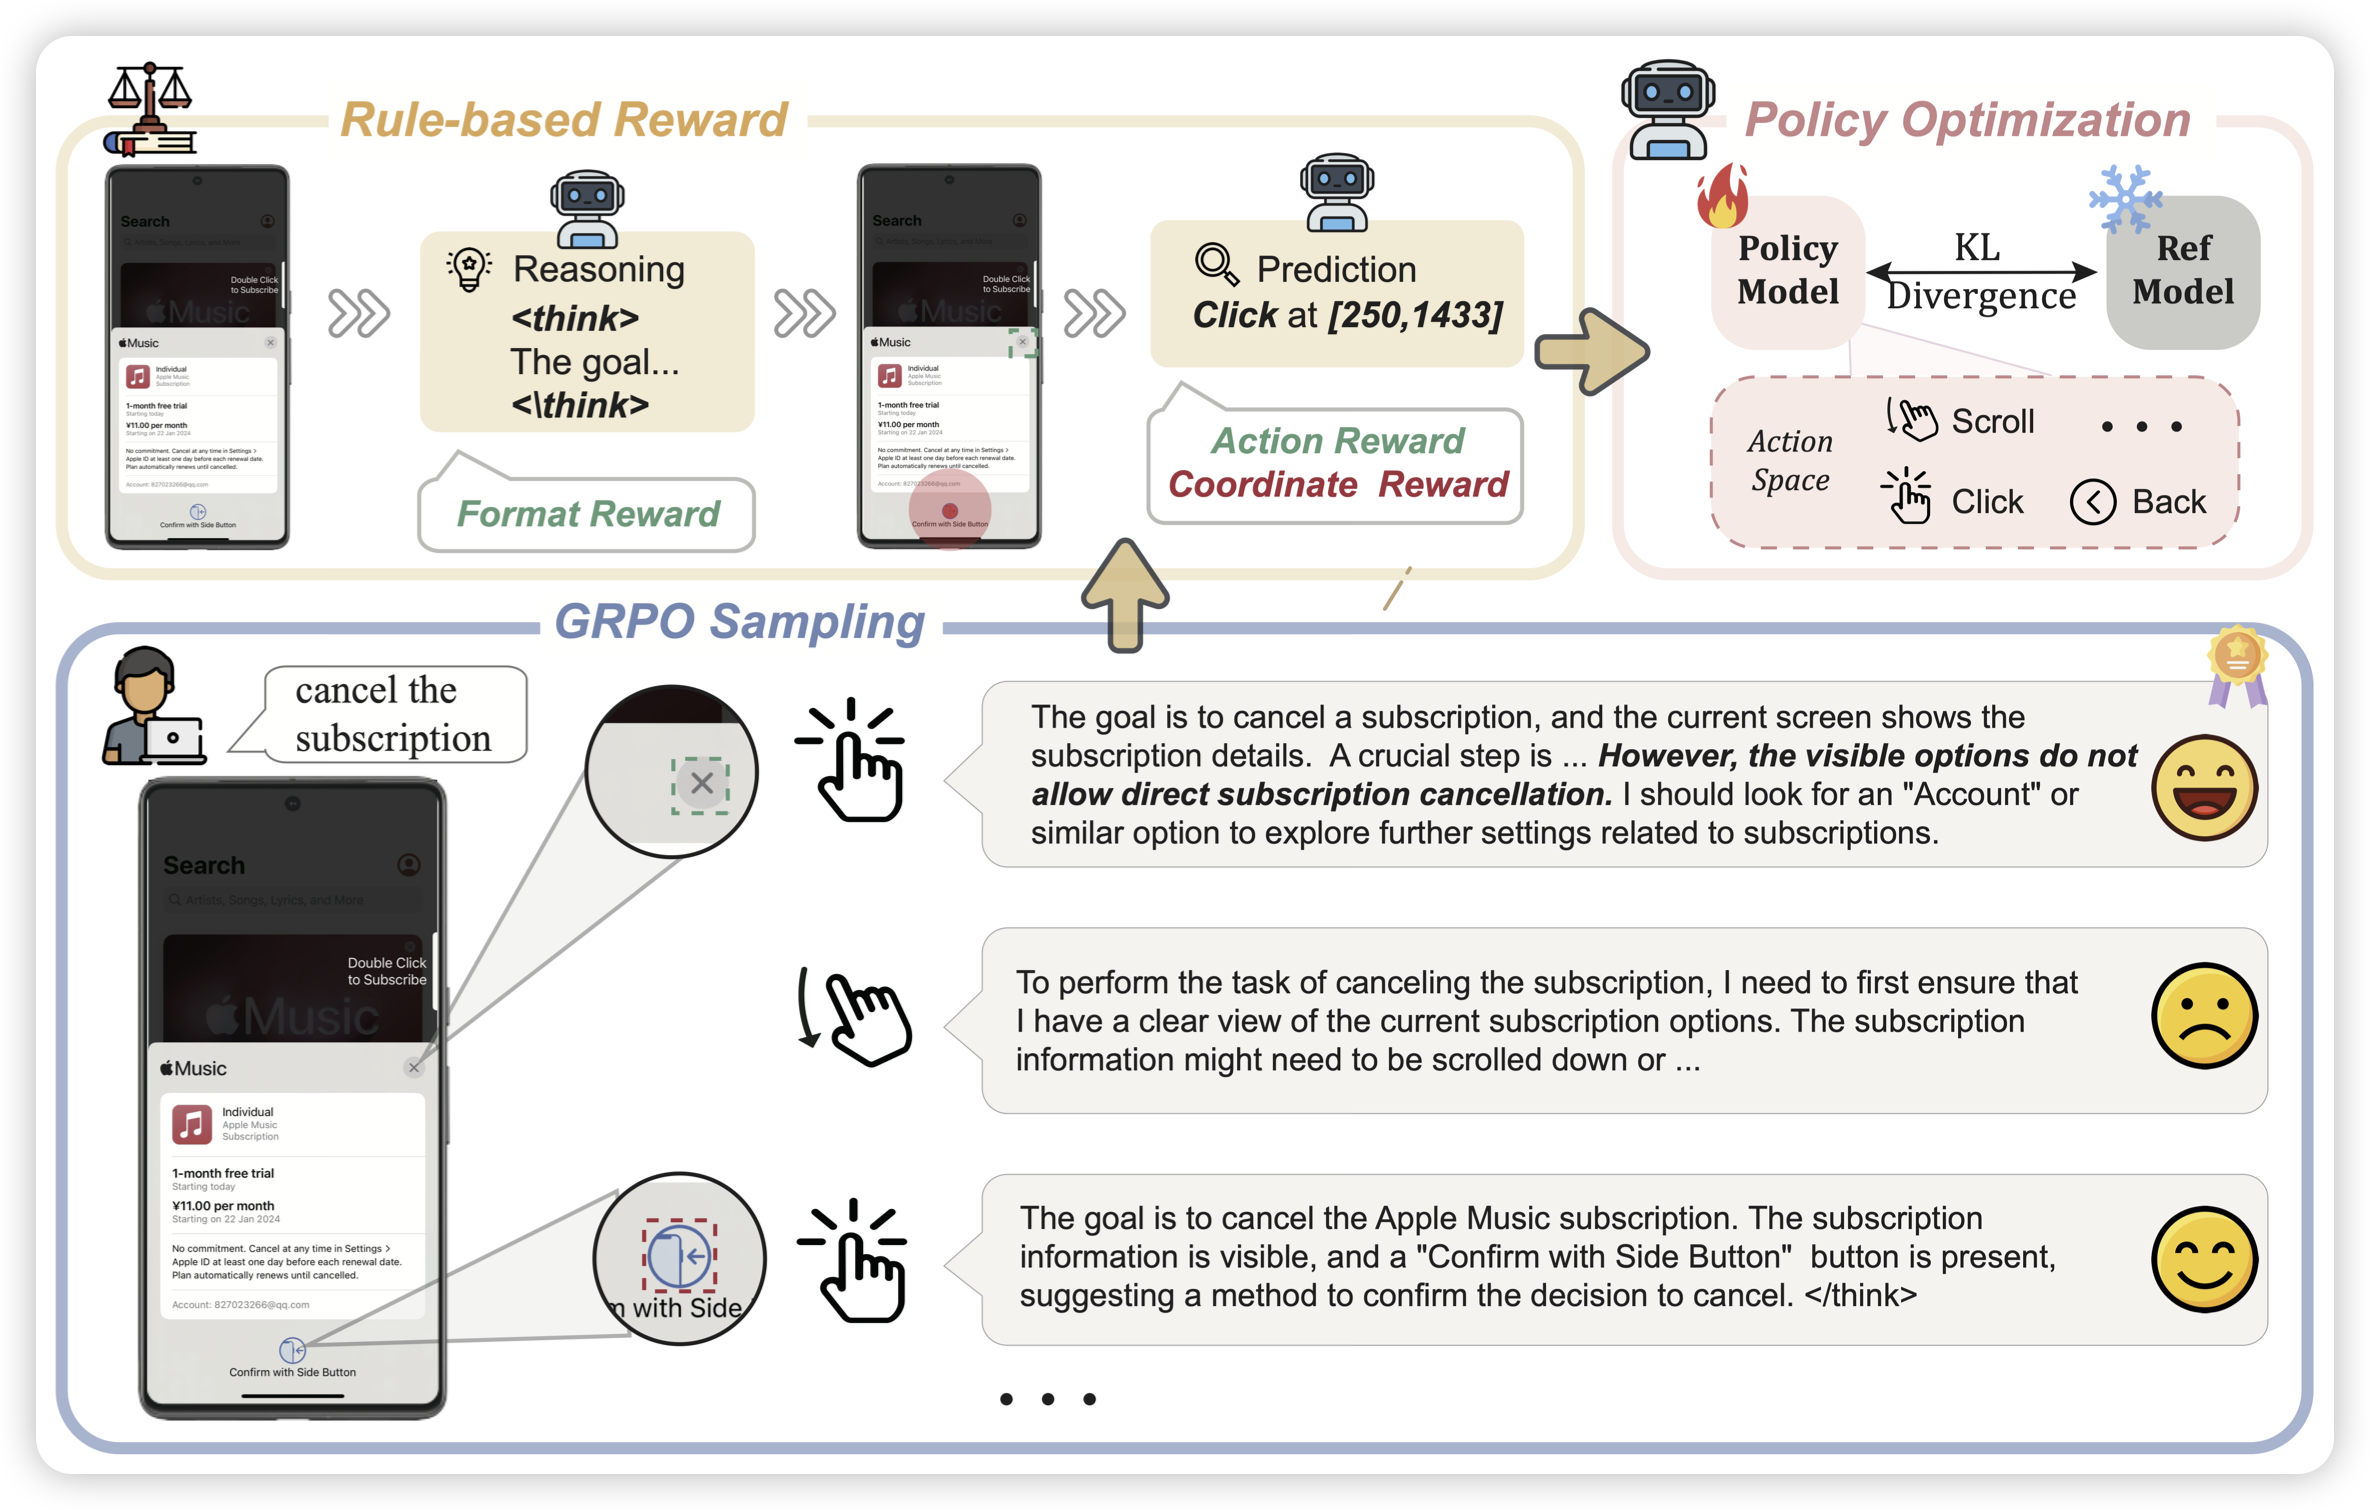 Rule-based Reward
Search
Artists, Songs, Lyrics, and More
Double Click
to Subscribe
Music
Music
Individual
Apple Music
Subscription
1-month free trial
Starting today
¥11.00 per month
Starting on 22 Jan 2024
No commitment. Cancel at any time in Settings >
Apple ID at least one day before each renewal date.
Plan automatically renews until cancelled.
Account: 827023266@qq.com
Confirm with Side Button
Reasoning
<think>
The goal...
<\think>
Format Reward
Search
Artists, Songs, Lyrics, and More
Double Click
to Subscribe
Music
Music
Individual
Apple Music
Subscription
1-month free trial
Starting today
¥11.00 per month
Starting on 22 Jan 2024
No commitment. Cancel at any time in Settings >
Apple ID at least one day before each renewal date.
Plan automatically renews until cancelled.
Account: 827023266@qq.com
Confirm with Side Button
Prediction
Click at [250,1433]
Action Reward
Coordinate Reward
Policy Optimization
Policy
Model
KL
Divergence
Ref
Model
Action
Space
Scroll
• • •
Click
Back
GRPO Sampling
cancel the
subscription
Search
Artists, Songs, Lyrics, and More
Double Click
to Subscribe
Music
Music
Individual
Apple Music
Subscription
1-month free trial
Starting today
¥11.00 per month
Starting on 22 Jan 2024
No commitment. Cancel at any time in Settings >
Apple ID at least one day before each renewal date.
Plan automatically renews until cancelled.
Account: 827023266@qq.com
Confirm with Side Button
The goal is to cancel a subscription, and the current screen shows the
subscription details. A crucial step is ... However, the visible options do not
allow direct subscription cancellation. I should look for an "Account" or
similar option to explore further settings related to subscriptions.
To perform the task of canceling the subscription, I need to first ensure that
I have a clear view of the current subscription options. The subscription
information might need to be scrolled down or ...
with Side
The goal is to cancel the Apple Music subscription. The subscription
information is visible, and a "Confirm with Side Button" button is present,
suggesting a method to confirm the decision to cancel. </think>
• • •